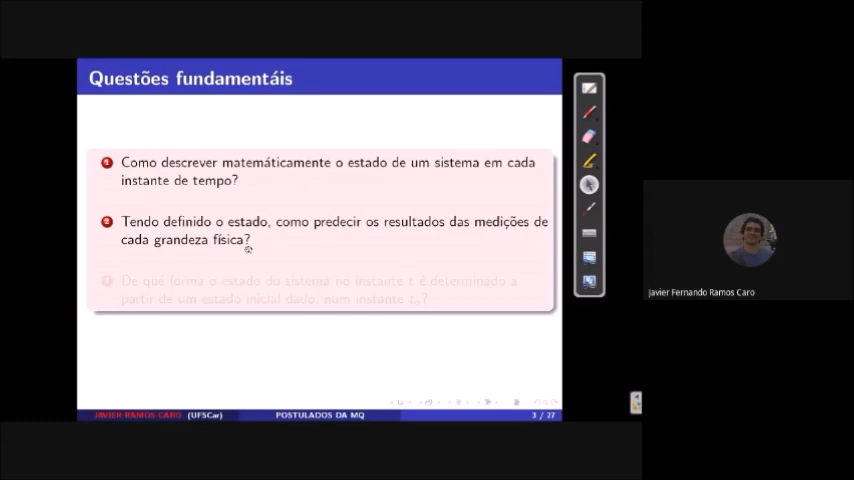 Questões fundamentáis
1 Como descrever matemáticamente o estado de um sistema em cada
instante de tempo?
2 Tendo definido o estado, como predecir os resultados das medições de
cada grandeza física?
3 De qué forma o estado do sistema no instante t é determinado a
partir de um estado inicial dado, num instante t₀?
JAVIER-RAMOS-CARO (UFSCar) POSTULADOS DA MQ 3 / 27
Javier Fernando Ramos Caro